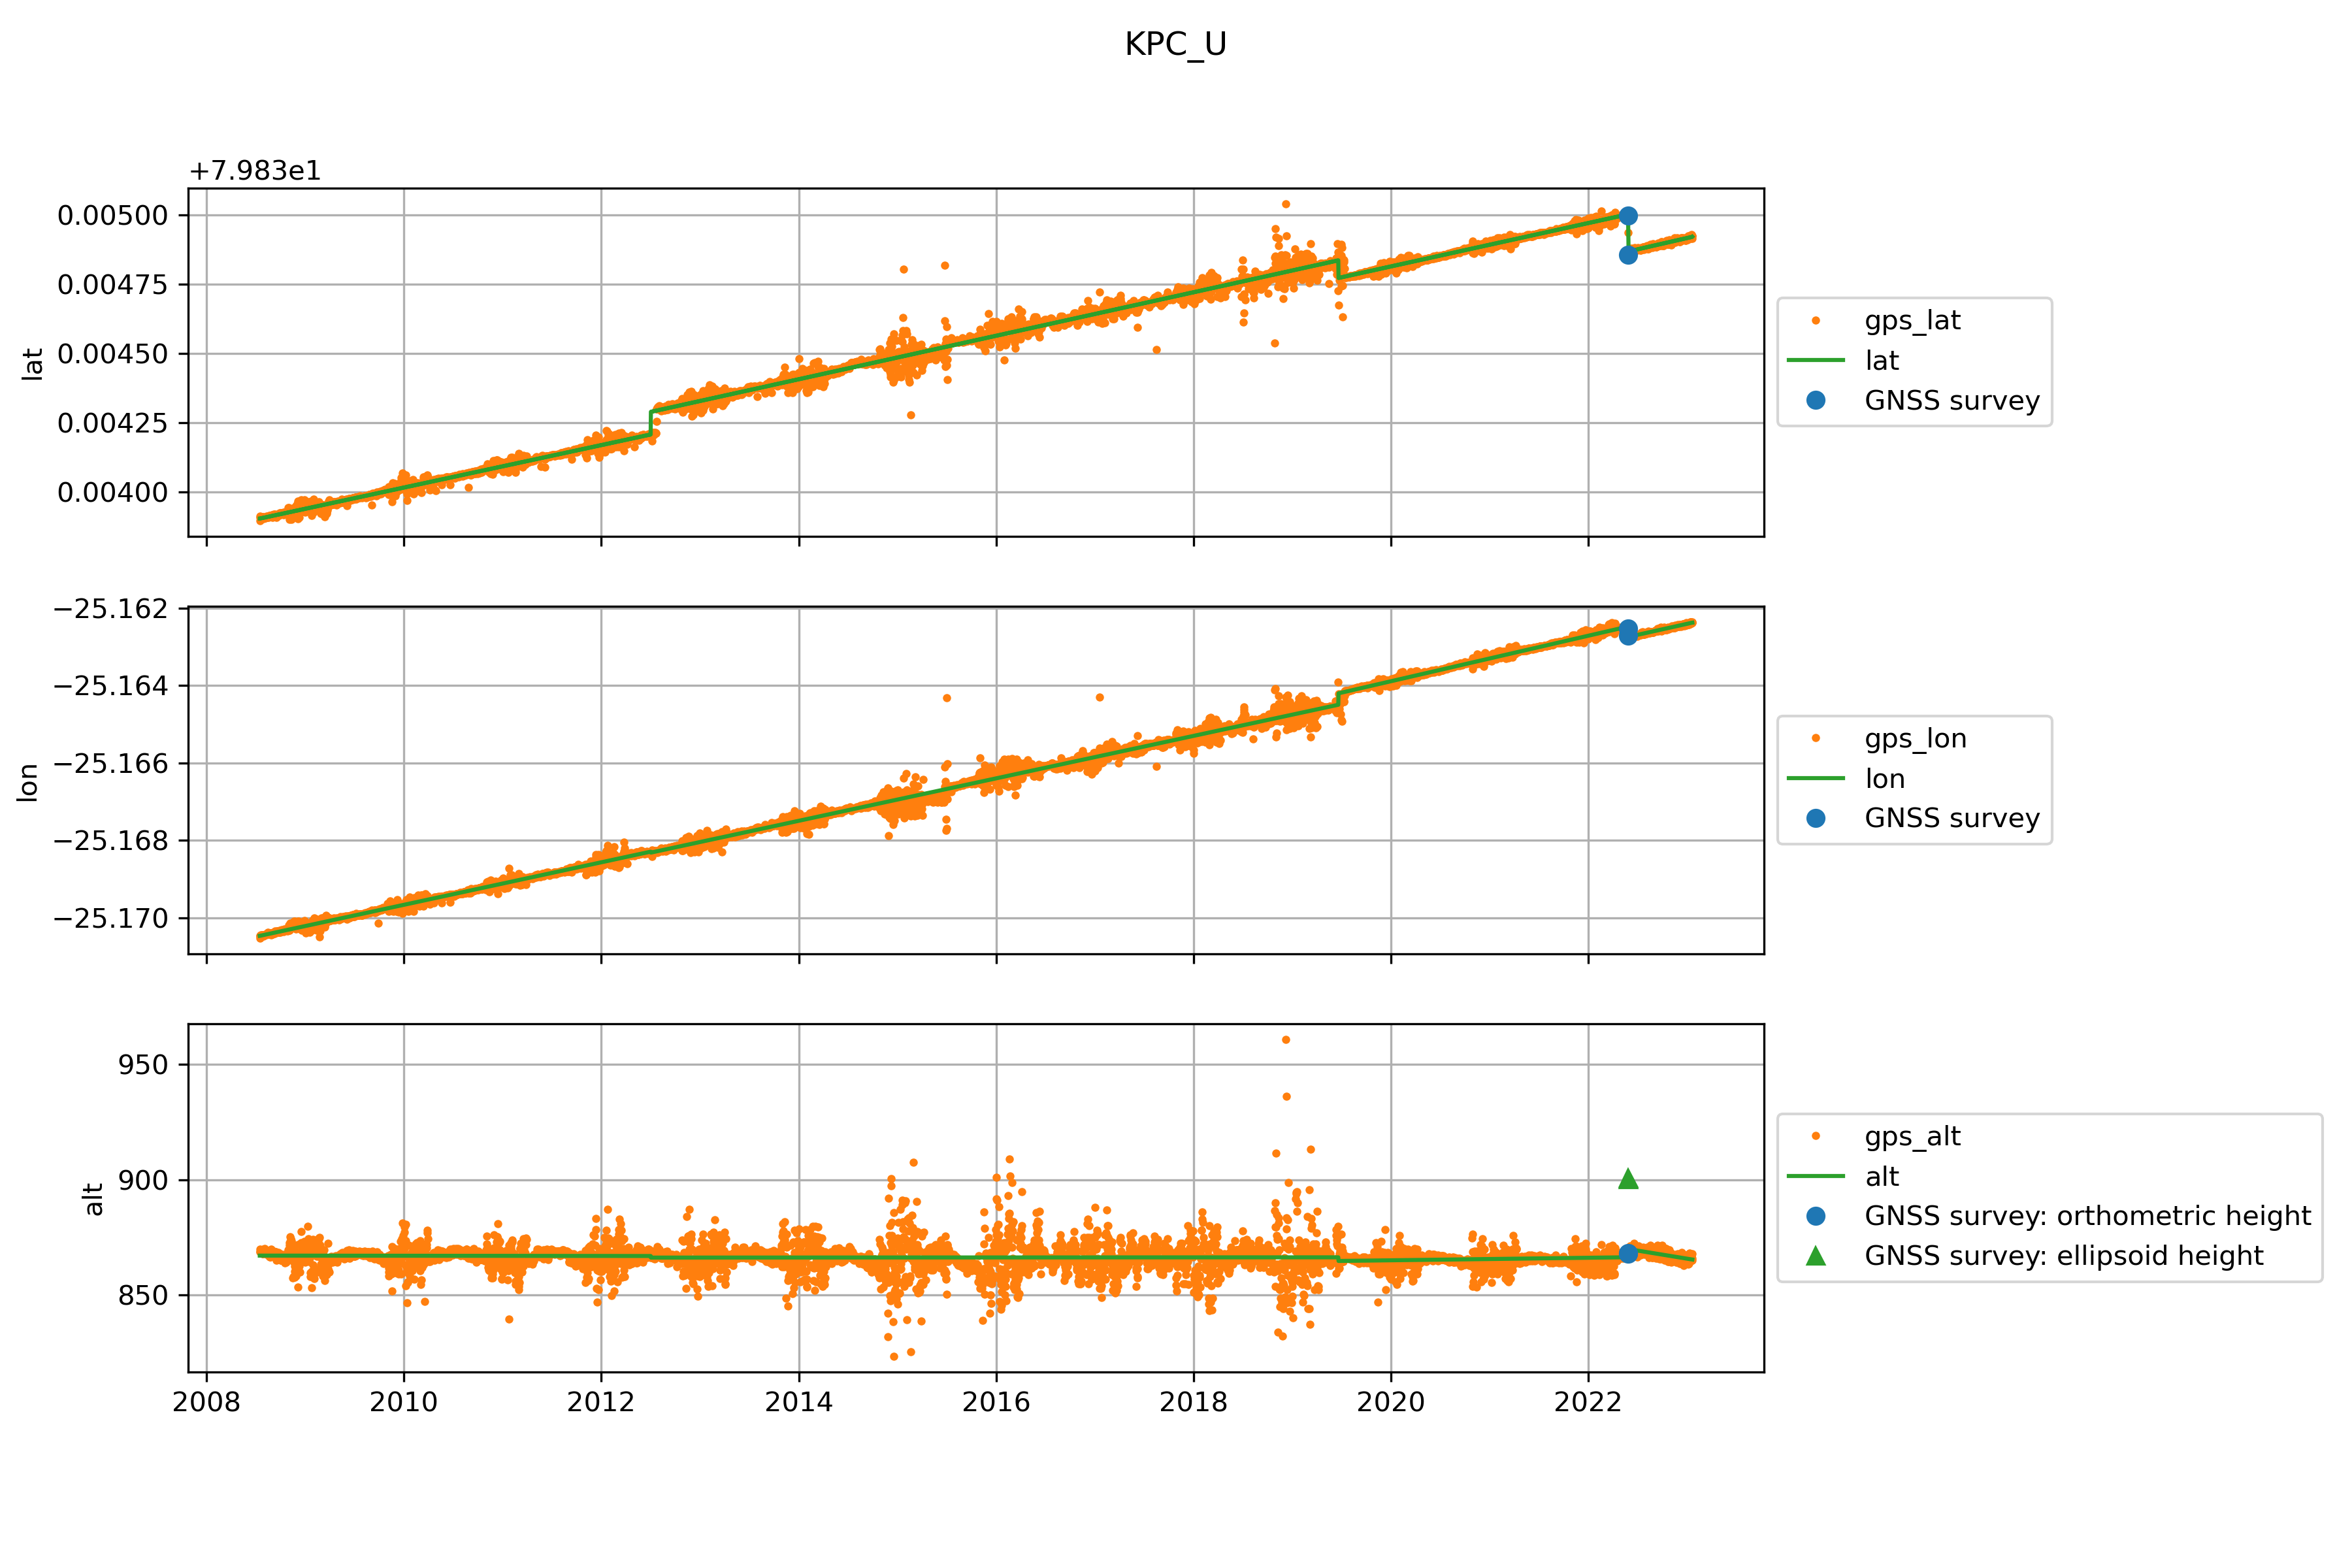 KPC_U
+7.983e1
0.00500
0.00475
0.00450
0.00425
0.00400
lat
gps_lat
lat
GNSS survey
−25.162
−25.164
−25.166
−25.168
−25.170
lon
gps_lon
lon
GNSS survey
950
900
850
alt
gps_alt
alt
GNSS survey: orthometric height
GNSS survey: ellipsoid height
2008 2010 2012 2014 2016 2018 2020 2022